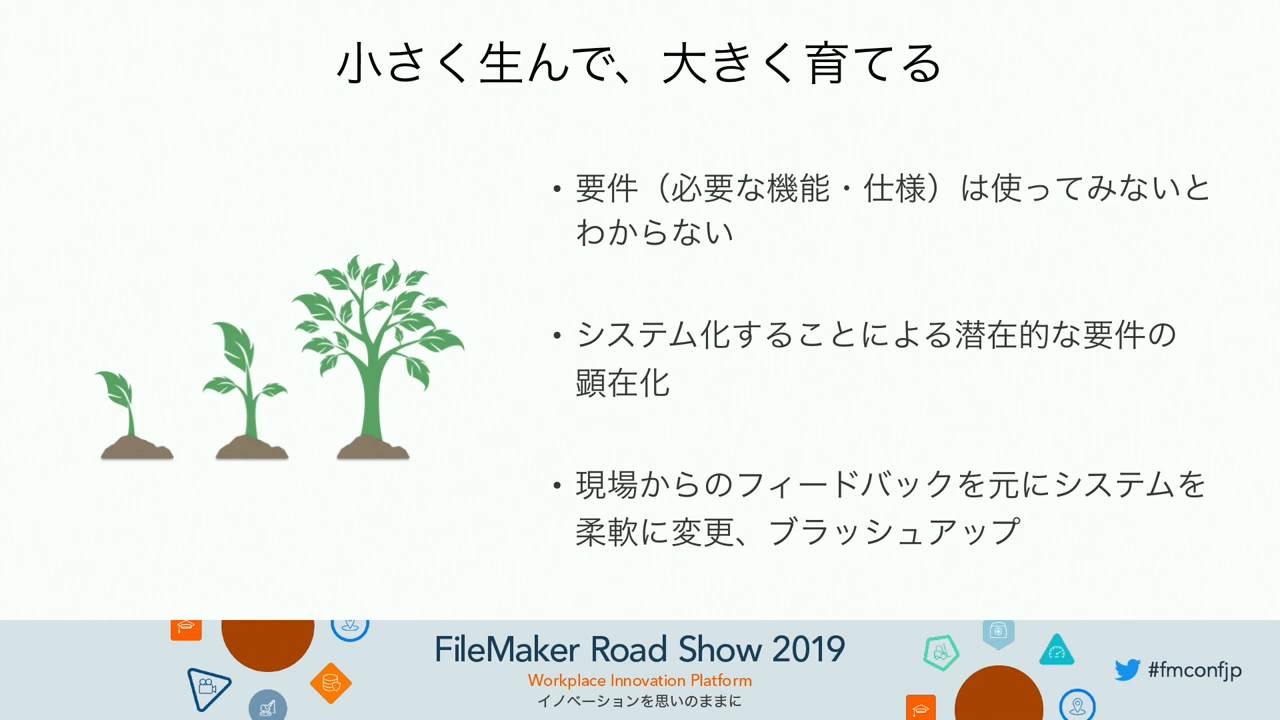 小さく生んで、大きく育てる
• 要件（必要な機能・仕様）は使ってみないと
わからない
• システム化することによる潜在的な要件の
顕在化
• 現場からのフィードバックを元にシステムを
柔軟に変更、ブラッシュアップ
FileMaker Road Show 2019
Workplace Innovation Platform
イノベーションを思いのままに
#fmconfjp